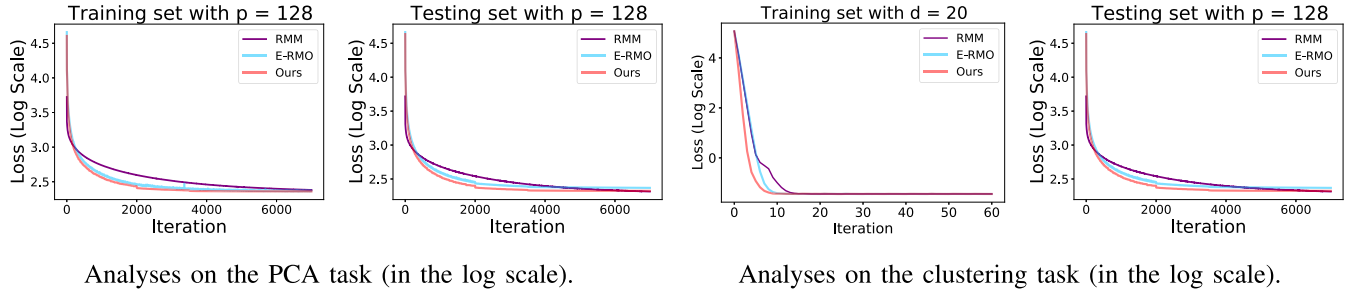 Training set with p = 128
Loss (Log Scale)
4.5
4.0
3.5
3.0
2.5
RMM
E-RMO
Ours
0
2000
4000
6000
Iteration
Testing set with p = 128
Loss (Log Scale)
4.5
4.0
3.5
3.0
2.5
RMM
E-RMO
Ours
0
2000
4000
6000
Iteration
Analyses on the PCA task (in the log scale).
Training set with d = 20
Loss (Log Scale)
4
2
0
RMM
E-RMO
Ours
0
10
20
30
40
50
60
Iteration
Testing set with p = 128
Loss (Log Scale)
4.5
4.0
3.5
3.0
2.5
RMM
E-RMO
Ours
0
2000
4000
6000
Iteration
Analyses on the clustering task (in the log scale).